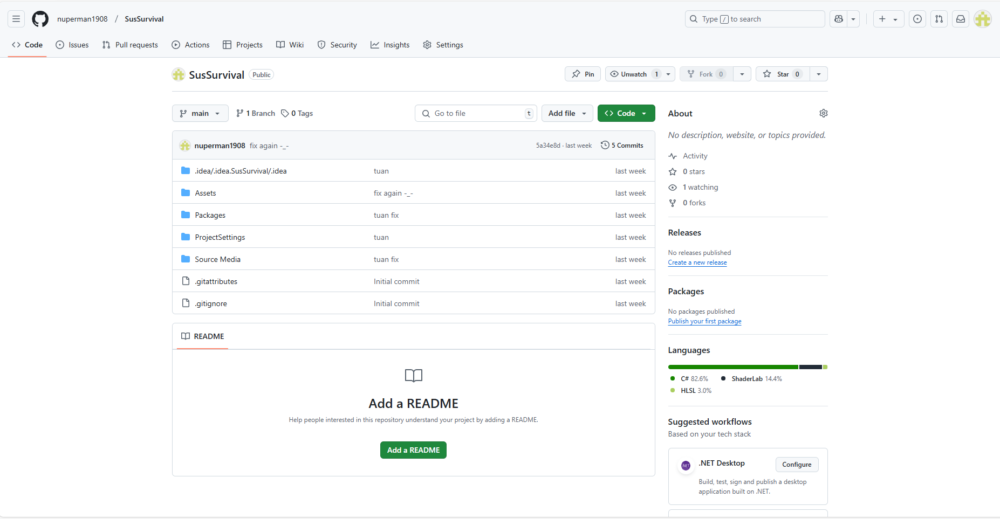 nuperman1908 / SusSurvival
Type / to search
Code Issues Pull requests Actions Projects Wiki Security Insights Settings
SusSurvival Public
Pin Unwatch 1 Fork 0 Star 0
main 1 Branch 0 Tags
Go to file t Add file Code
nuperman1908 fix again -_- 5a34e8d · last week 5 Commits
.idea/.idea.SusSurvival/.idea tuan last week
Assets fix again -_- last week
Packages tuan fix last week
ProjectSettings tuan last week
Source Media tuan fix last week
.gitattributes Initial commit last week
.gitignore Initial commit last week
README
Add a README
Help people interested in this repository understand your project by adding a README.
Add a README
About
No description, website, or topics provided.
Activity
0 stars
1 watching
0 forks
Releases
No releases published
Create a new release
Packages
No packages published
Publish your first package
Languages
C# 82.6% ShaderLab 14.4%
HLSL 3.0%
Suggested workflows
Based on your tech stack
.NET .NET Desktop Configure
Build, test, sign and publish a desktop
application built on .NET.